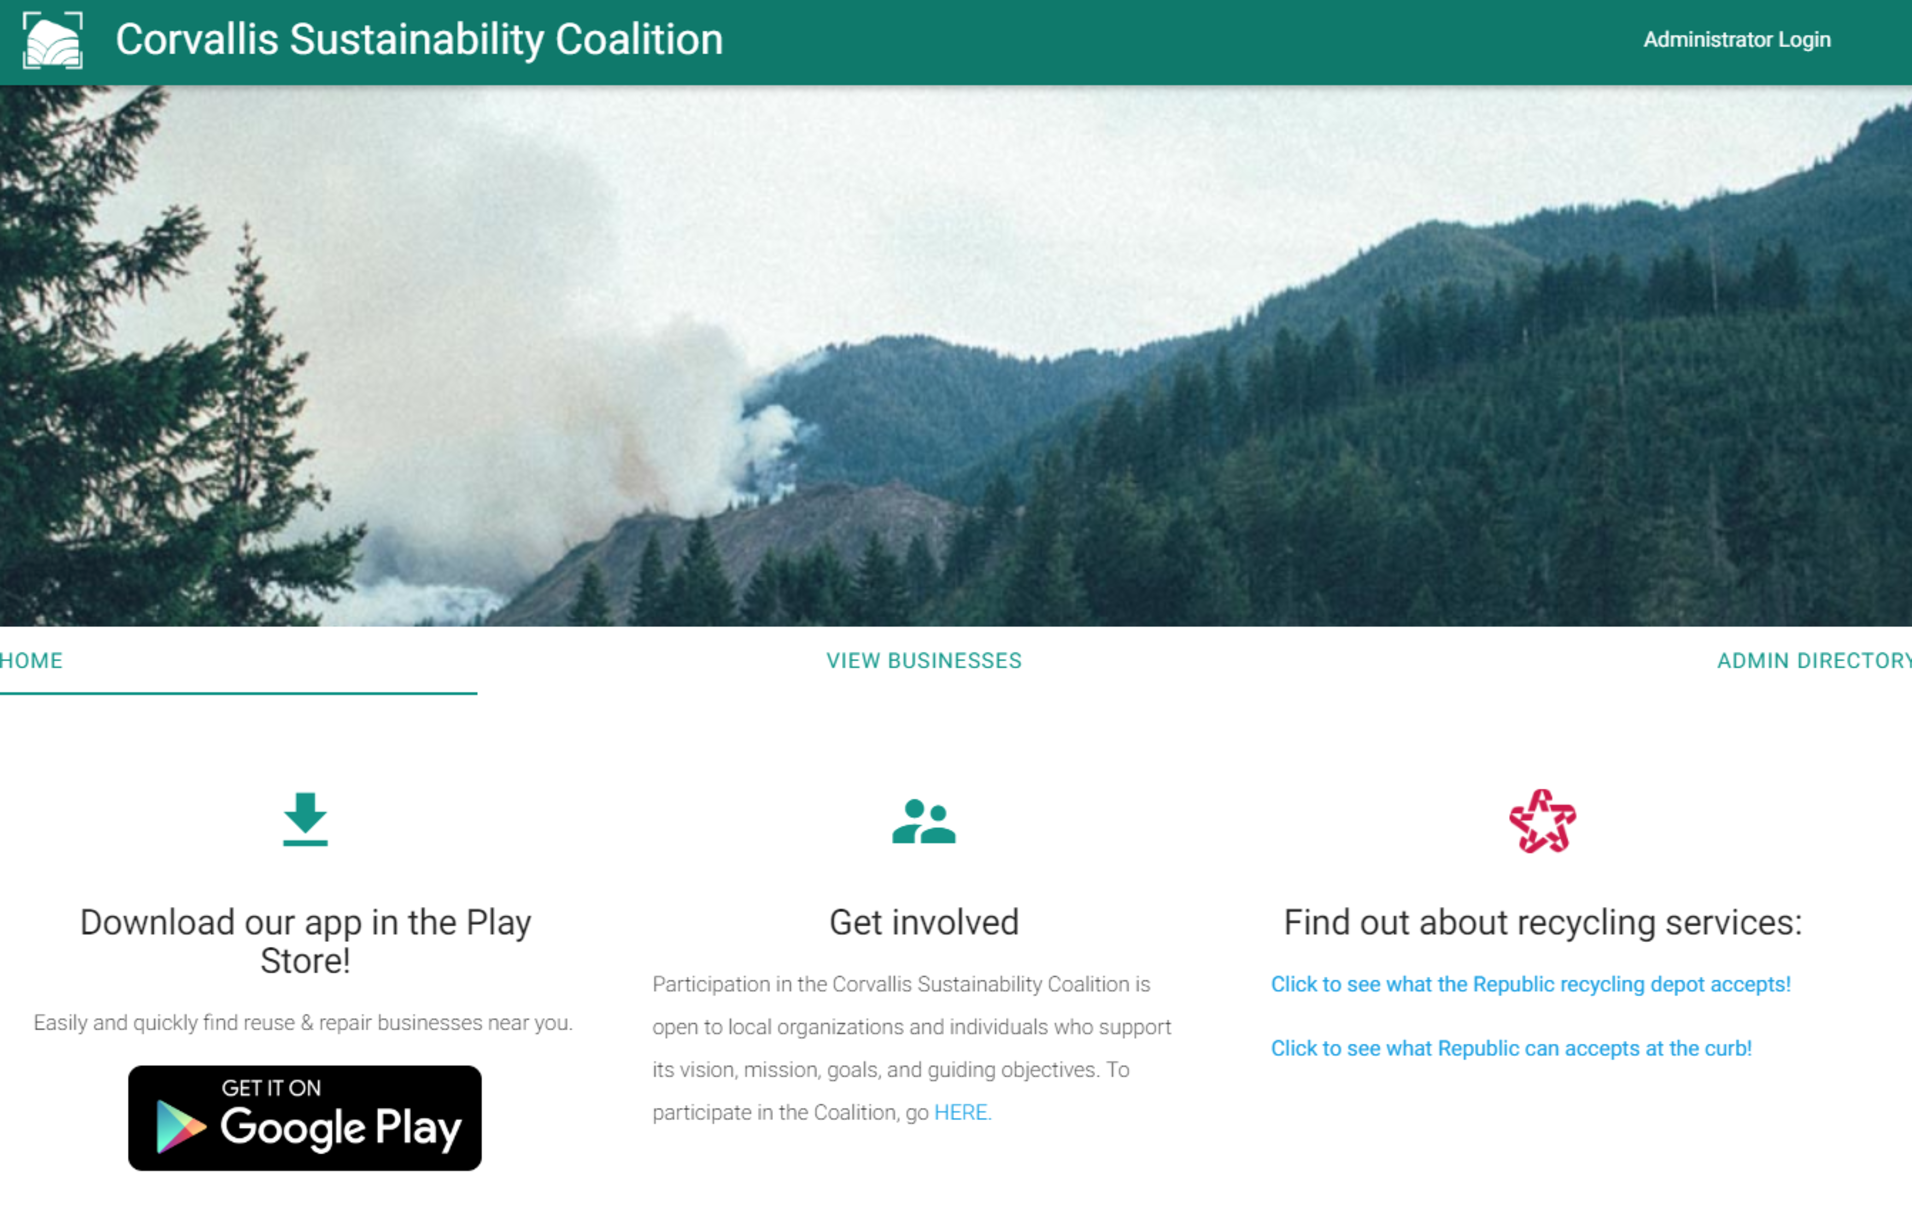 Corvallis Sustainability Coalition
Administrator Login
HOME
VIEW BUSINESSES
ADMIN DIRECTORY
Download our app in the Play
Store!
Easily and quickly find reuse & repair businesses near you.
GET IT ON
Google Play
Get involved
Participation in the Corvallis Sustainability Coalition is
open to local organizations and individuals who support
its vision, mission, goals, and guiding objectives. To
participate in the Coalition, go HERE.
Find out about recycling services:
Click to see what the Republic recycling depot accepts!
Click to see what Republic can accepts at the curb!